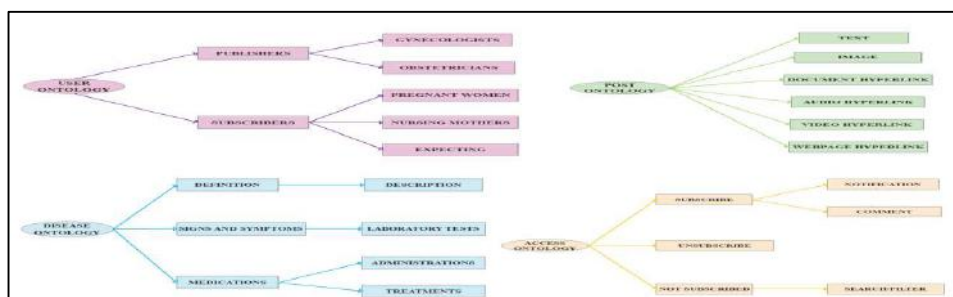 USER ONTOLOGY
PUBLISHERS
GYNECOLOGISTS
OBSTETRICIANS
SUBSCRIBERS
PREGNANT WOMEN
NURSING MOTHERS
EXPECTING
POST ONTOLOGY
TEXT
IMAGE
DOCUMENT HYPERLINK
AUDIO HYPERLINK
VIDEO HYPERLINK
WEBPAGE HYPERLINK
DISEASE ONTOLOGY
DEFINITION
DESCRIPTION
SIGNS AND SYMPTOMS
LABORATORY TESTS
MEDICATIONS
ADMINISTRATIONS
TREATMENTS
ACCESS ONTOLOGY
SUBSCRIBE
NOTIFICATION
COMMENT
UNSUBSCRIBE
NOT SUBSCRIBED
SEARCH/FILTER